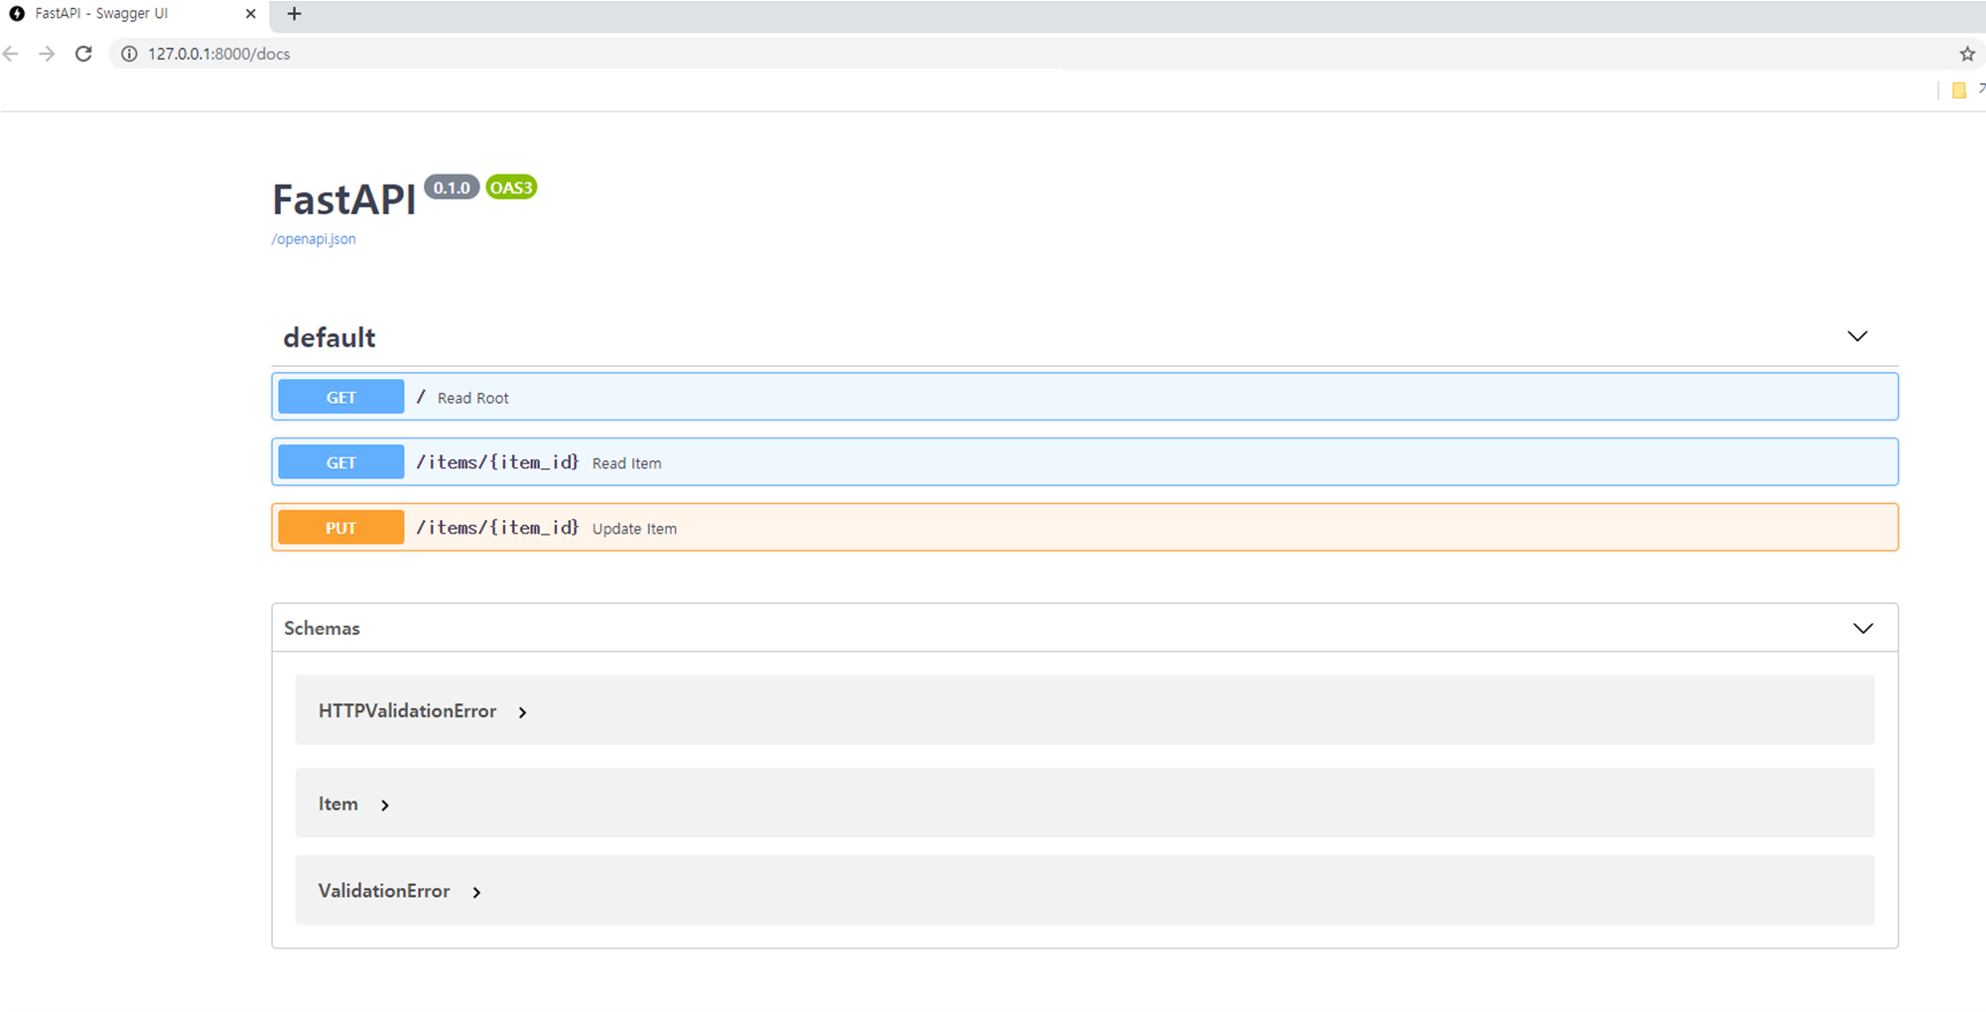 FastAPI - Swagger UI
127.0.0.1:8000/docs
FastAPI 0.1.0 OAS3
/openapi.json
default
GET / Read Root
GET /items/{item_id} Read Item
PUT /items/{item_id} Update Item
Schemas
HTTPValidationError
Item
ValidationError